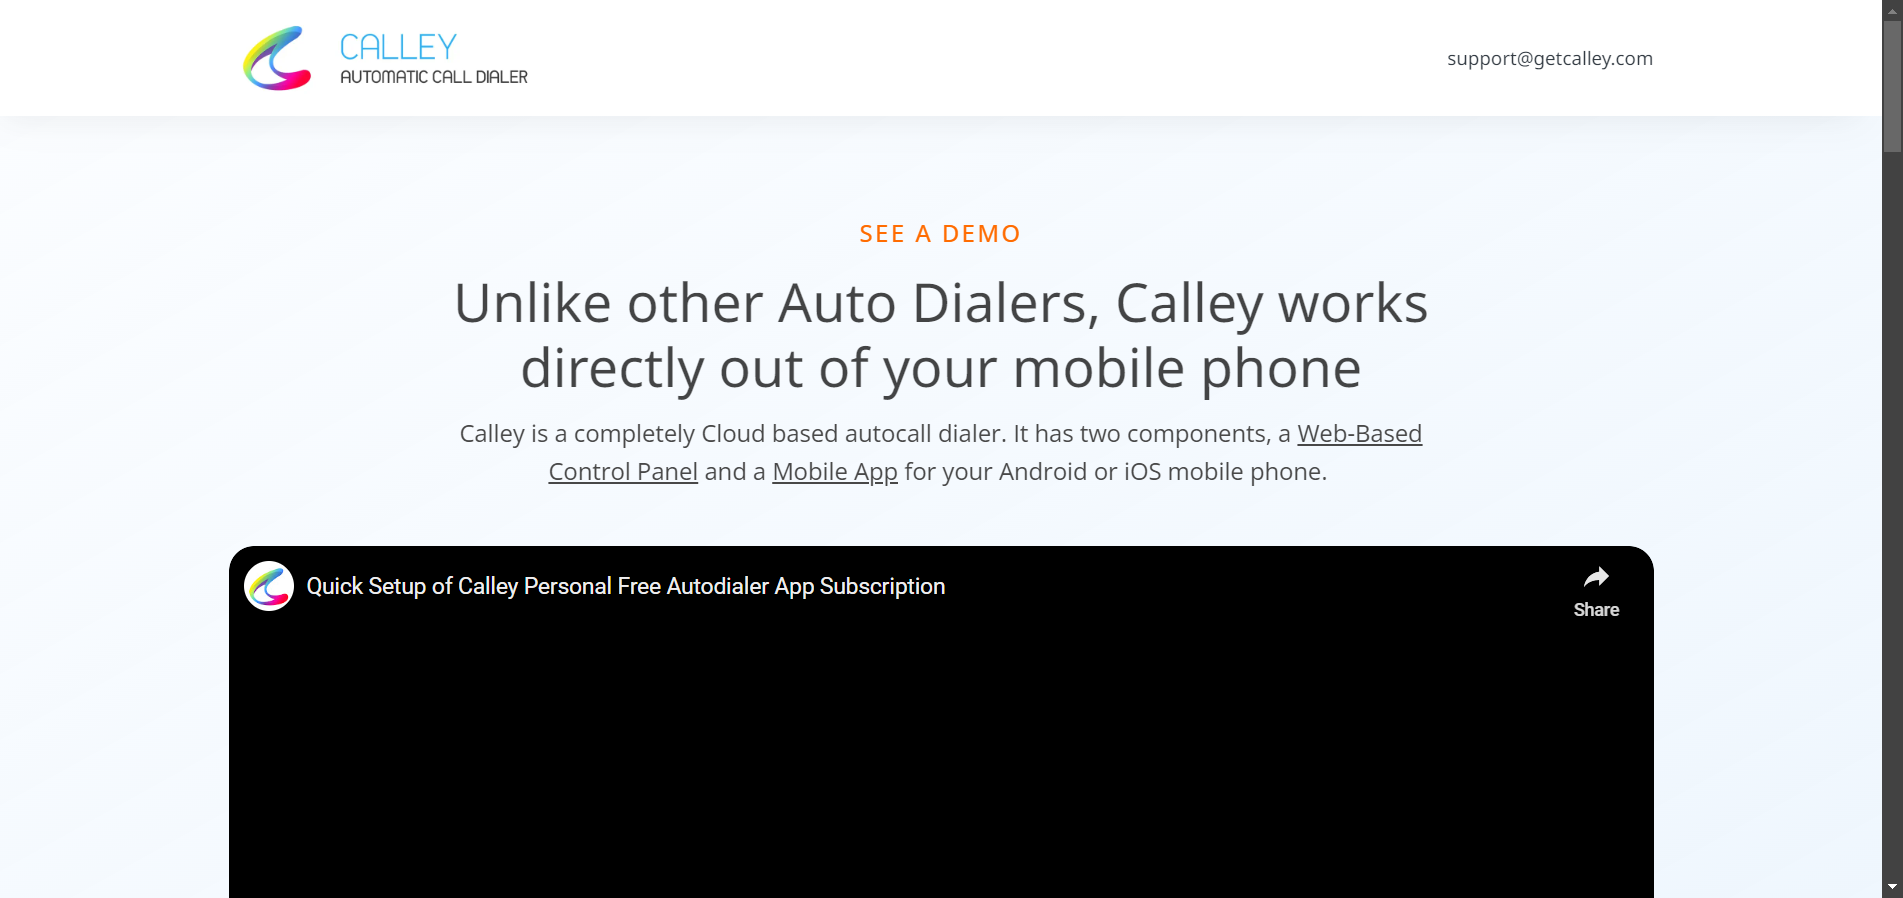 CALLEY
AUTOMATIC CALL DIALER
support@getcalley.com
SEE A DEMO
Unlike other Auto Dialers, Calley works
directly out of your mobile phone
Calley is a completely Cloud based autocall dialer. It has two components, a Web-Based
Control Panel and a Mobile App for your Android or iOS mobile phone.
Quick Setup of Calley Personal Free Autodialer App Subscription
Share